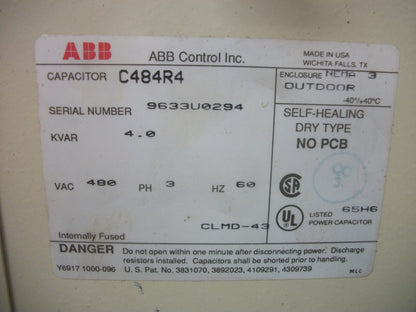 ABB ABB Control Inc. MADE IN USA
WICHITA FALLS, TX
CAPACITOR C484R4 ENCLOSURE NEMA 3
OUTDOOR
-40°/+40°C
SERIAL NUMBER 9633U0294
KVAR 4.0
SELF-HEALING
DRY TYPE
NO PCB
VAC 480 PH 3 HZ 60
SA
UL LISTED 65H6
POWER CAPACITOR
CLMD-43
Internally Fused
DANGER Do not open within one minute after disconnecting power. Discharge
resistors installed. Capacitors shall be shorted prior to handling.
Y6917 1000-096 U. S. Pat. No. 3831070, 3892023, 4109291, 4309739 MLC